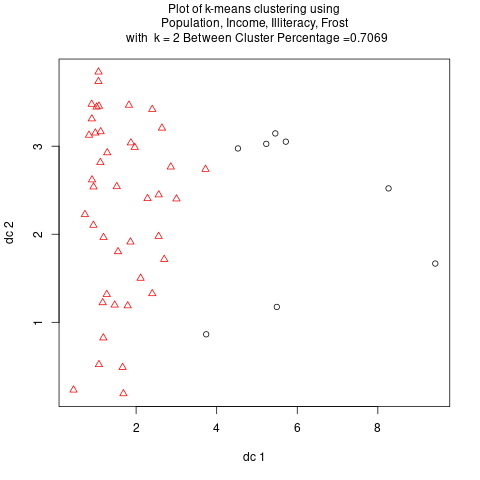 Plot of k-means clustering using
Population, Income, Illiteracy, Frost
with k = 2 Between Cluster Percentage =0.7069
3
2
1
dc 2
2 4 6 8
dc 1